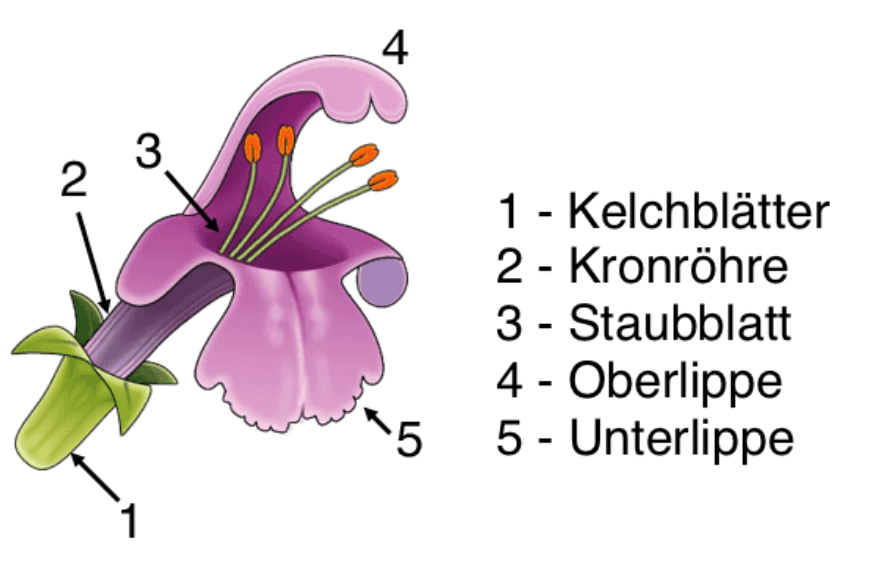 4
3
2
5
1
1 - Kelchblätter
2 - Kronröhre
3 - Staubblatt
4 - Oberlippe
5 - Unterlippe